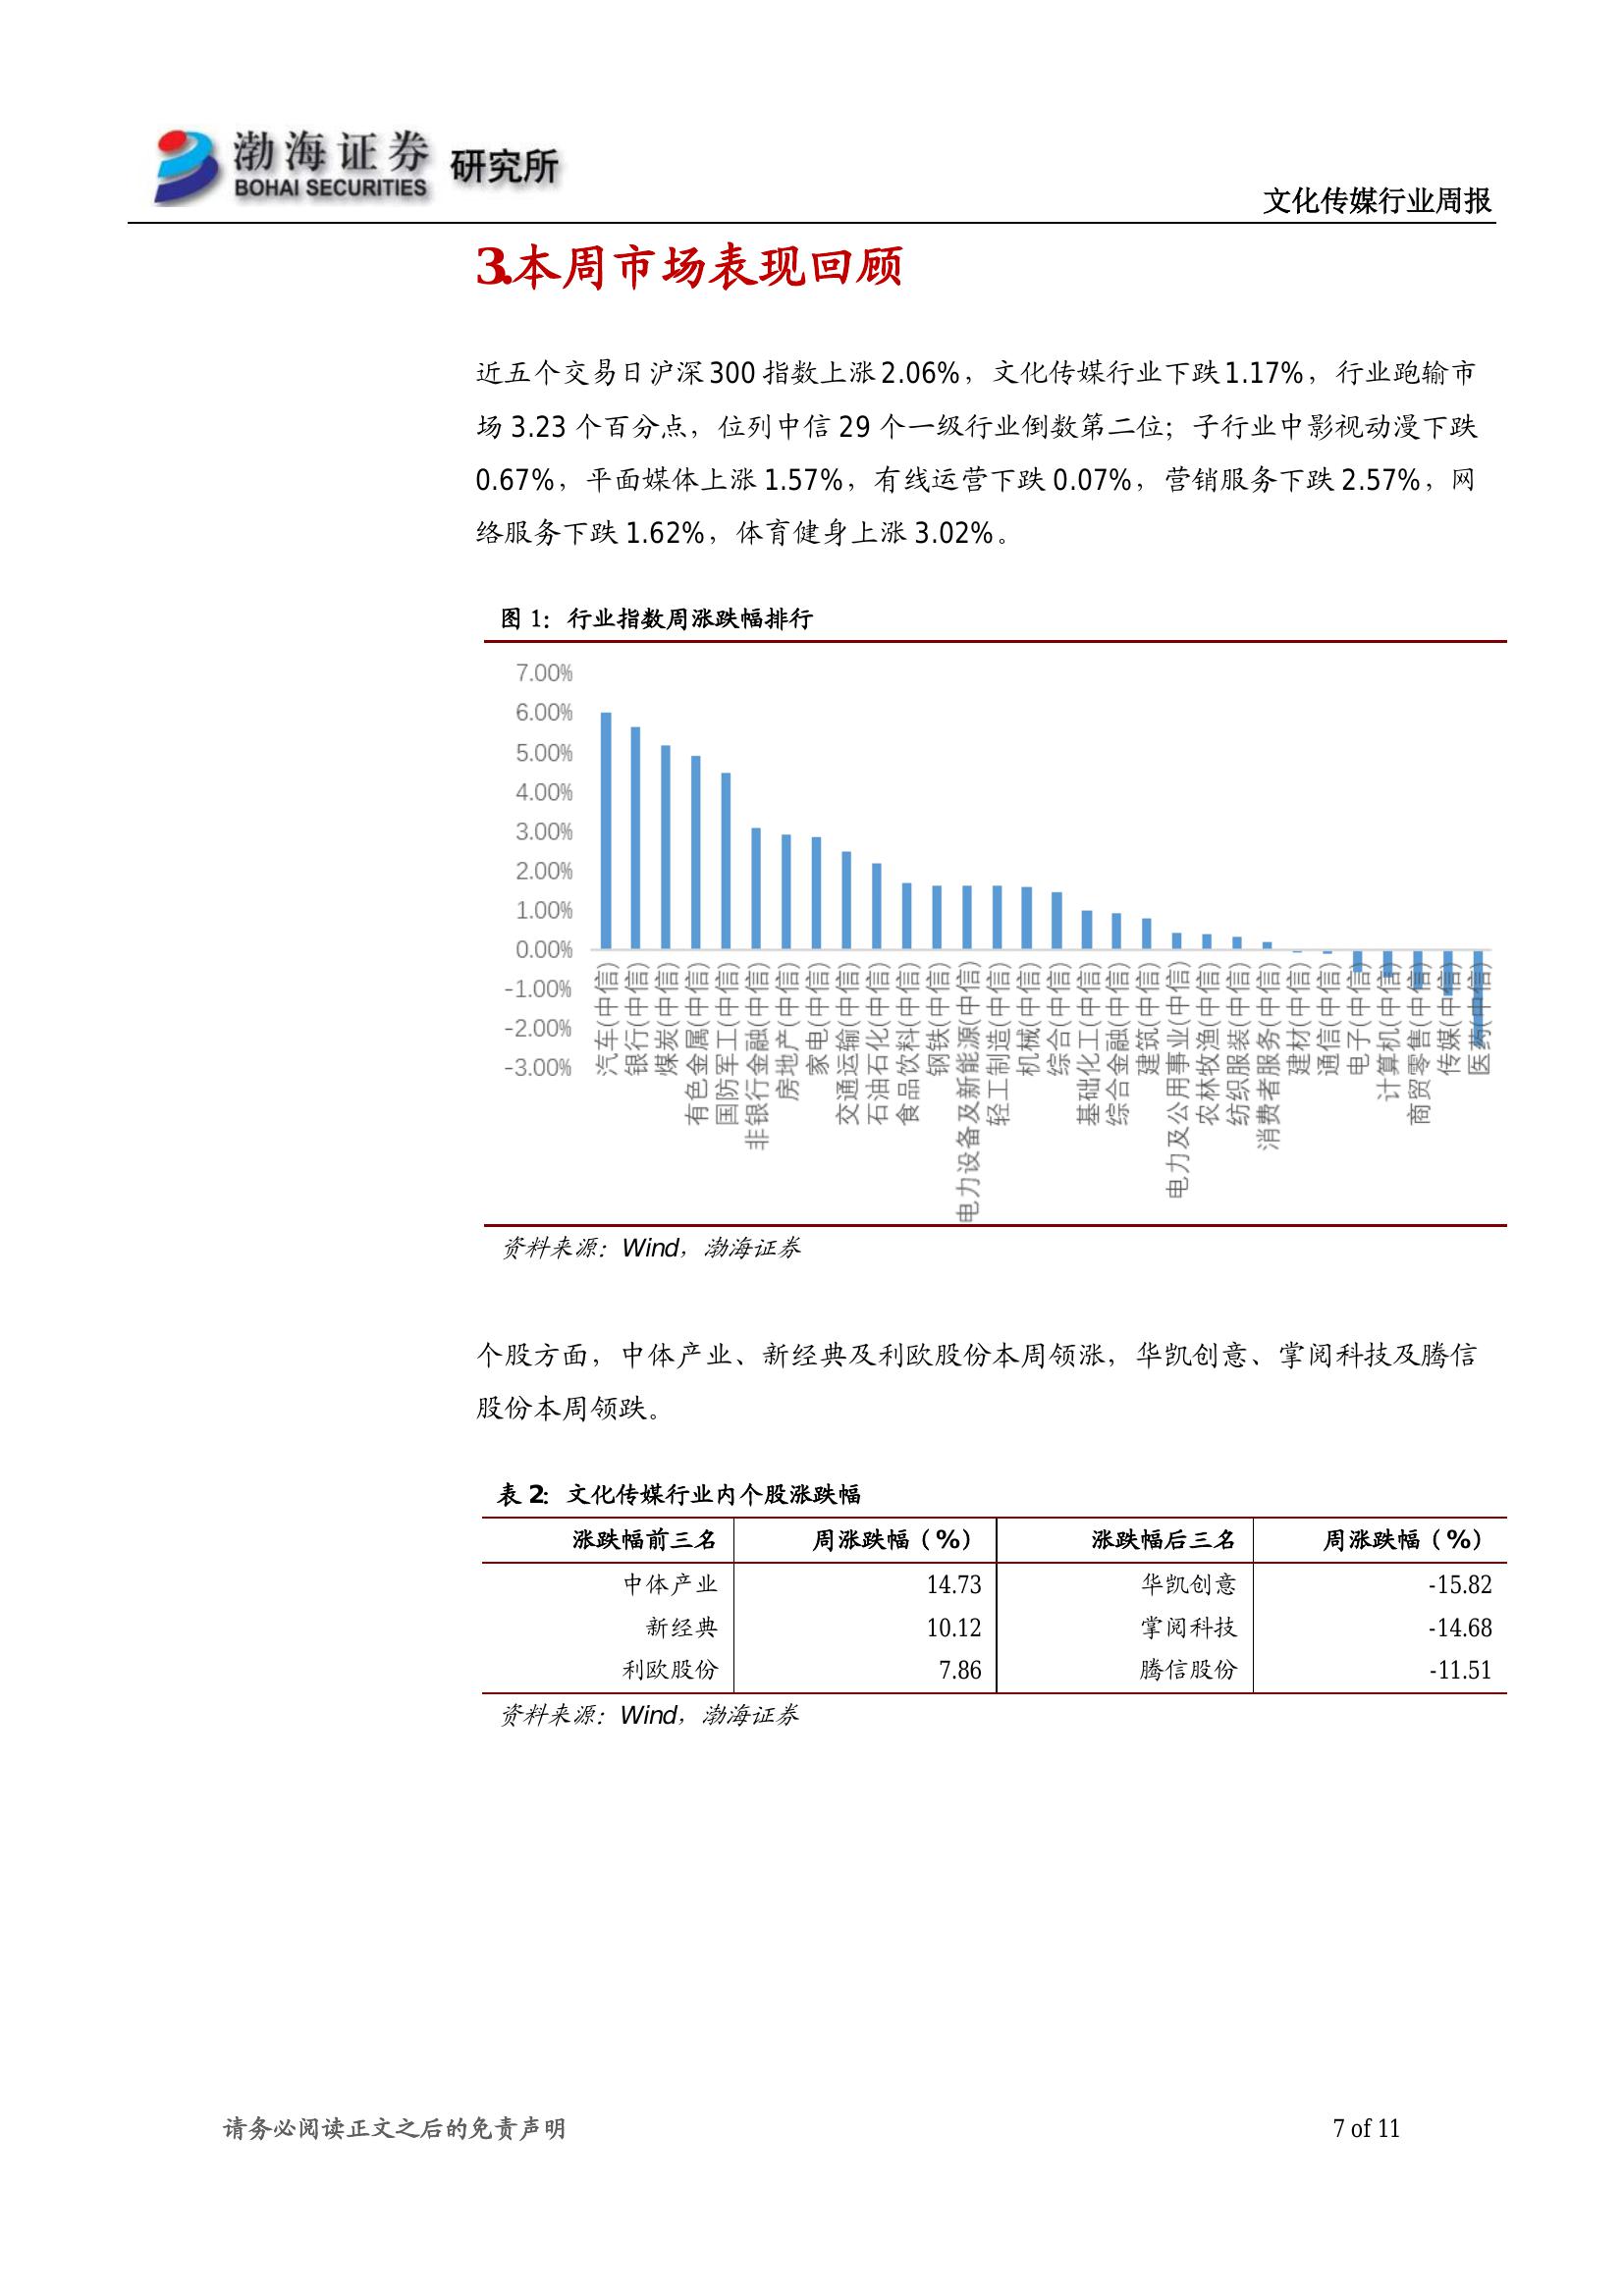 渤海证券 研究所
BOHAI SECURITIES
文化传媒行业周报
3.本周市场表现回顾
近五个交易日沪深 300 指数上涨 2.06%，文化传媒行业下跌 1.17%，行业跑输市
场 3.23 个百分点，位列中信 29 个一级行业倒数第二位；子行业中影视动漫下跌
0.67%，平面媒体上涨 1.57%，有线运营下跌 0.07%，营销服务下跌 2.57%，网
络服务下跌 1.62%，体育健身上涨 3.02%。
图 1：行业指数周涨跌幅排行
7.00%
6.00%
5.00%
4.00%
3.00%
2.00%
1.00%
0.00%
-1.00%
-2.00%
-3.00%
汽车(中信)
银行(中信)
煤炭(中信)
有色金属(中信)
国防军工(中信)
非银行金融(中信)
房地产(中信)
家电(中信)
交通运输(中信)
石油石化(中信)
食品饮料(中信)
钢铁(中信)
电力设备及新能源(中信)
轻工制造(中信)
机械(中信)
综合(中信)
基础化工(中信)
综合金融(中信)
建筑(中信)
电力及公用事业(中信)
农林牧渔(中信)
纺织服装(中信)
消费者服务(中信)
建材(中信)
通信(中信)
电子(中信)
计算机(中信)
商贸零售(中信)
传媒(中信)
医药(中信)
资料来源：Wind，渤海证券
个股方面，中体产业、新经典及利欧股份本周领涨，华凯创意、掌阅科技及腾信
股份本周领跌。
表 2：文化传媒行业内个股涨跌幅
涨跌幅前三名 周涨跌幅（%） 涨跌幅后三名 周涨跌幅（%）
中体产业 14.73 华凯创意 -15.82
新经典 10.12 掌阅科技 -14.68
利欧股份 7.86 腾信股份 -11.51
资料来源：Wind，渤海证券
请务必阅读正文之后的免责声明
7 of 11